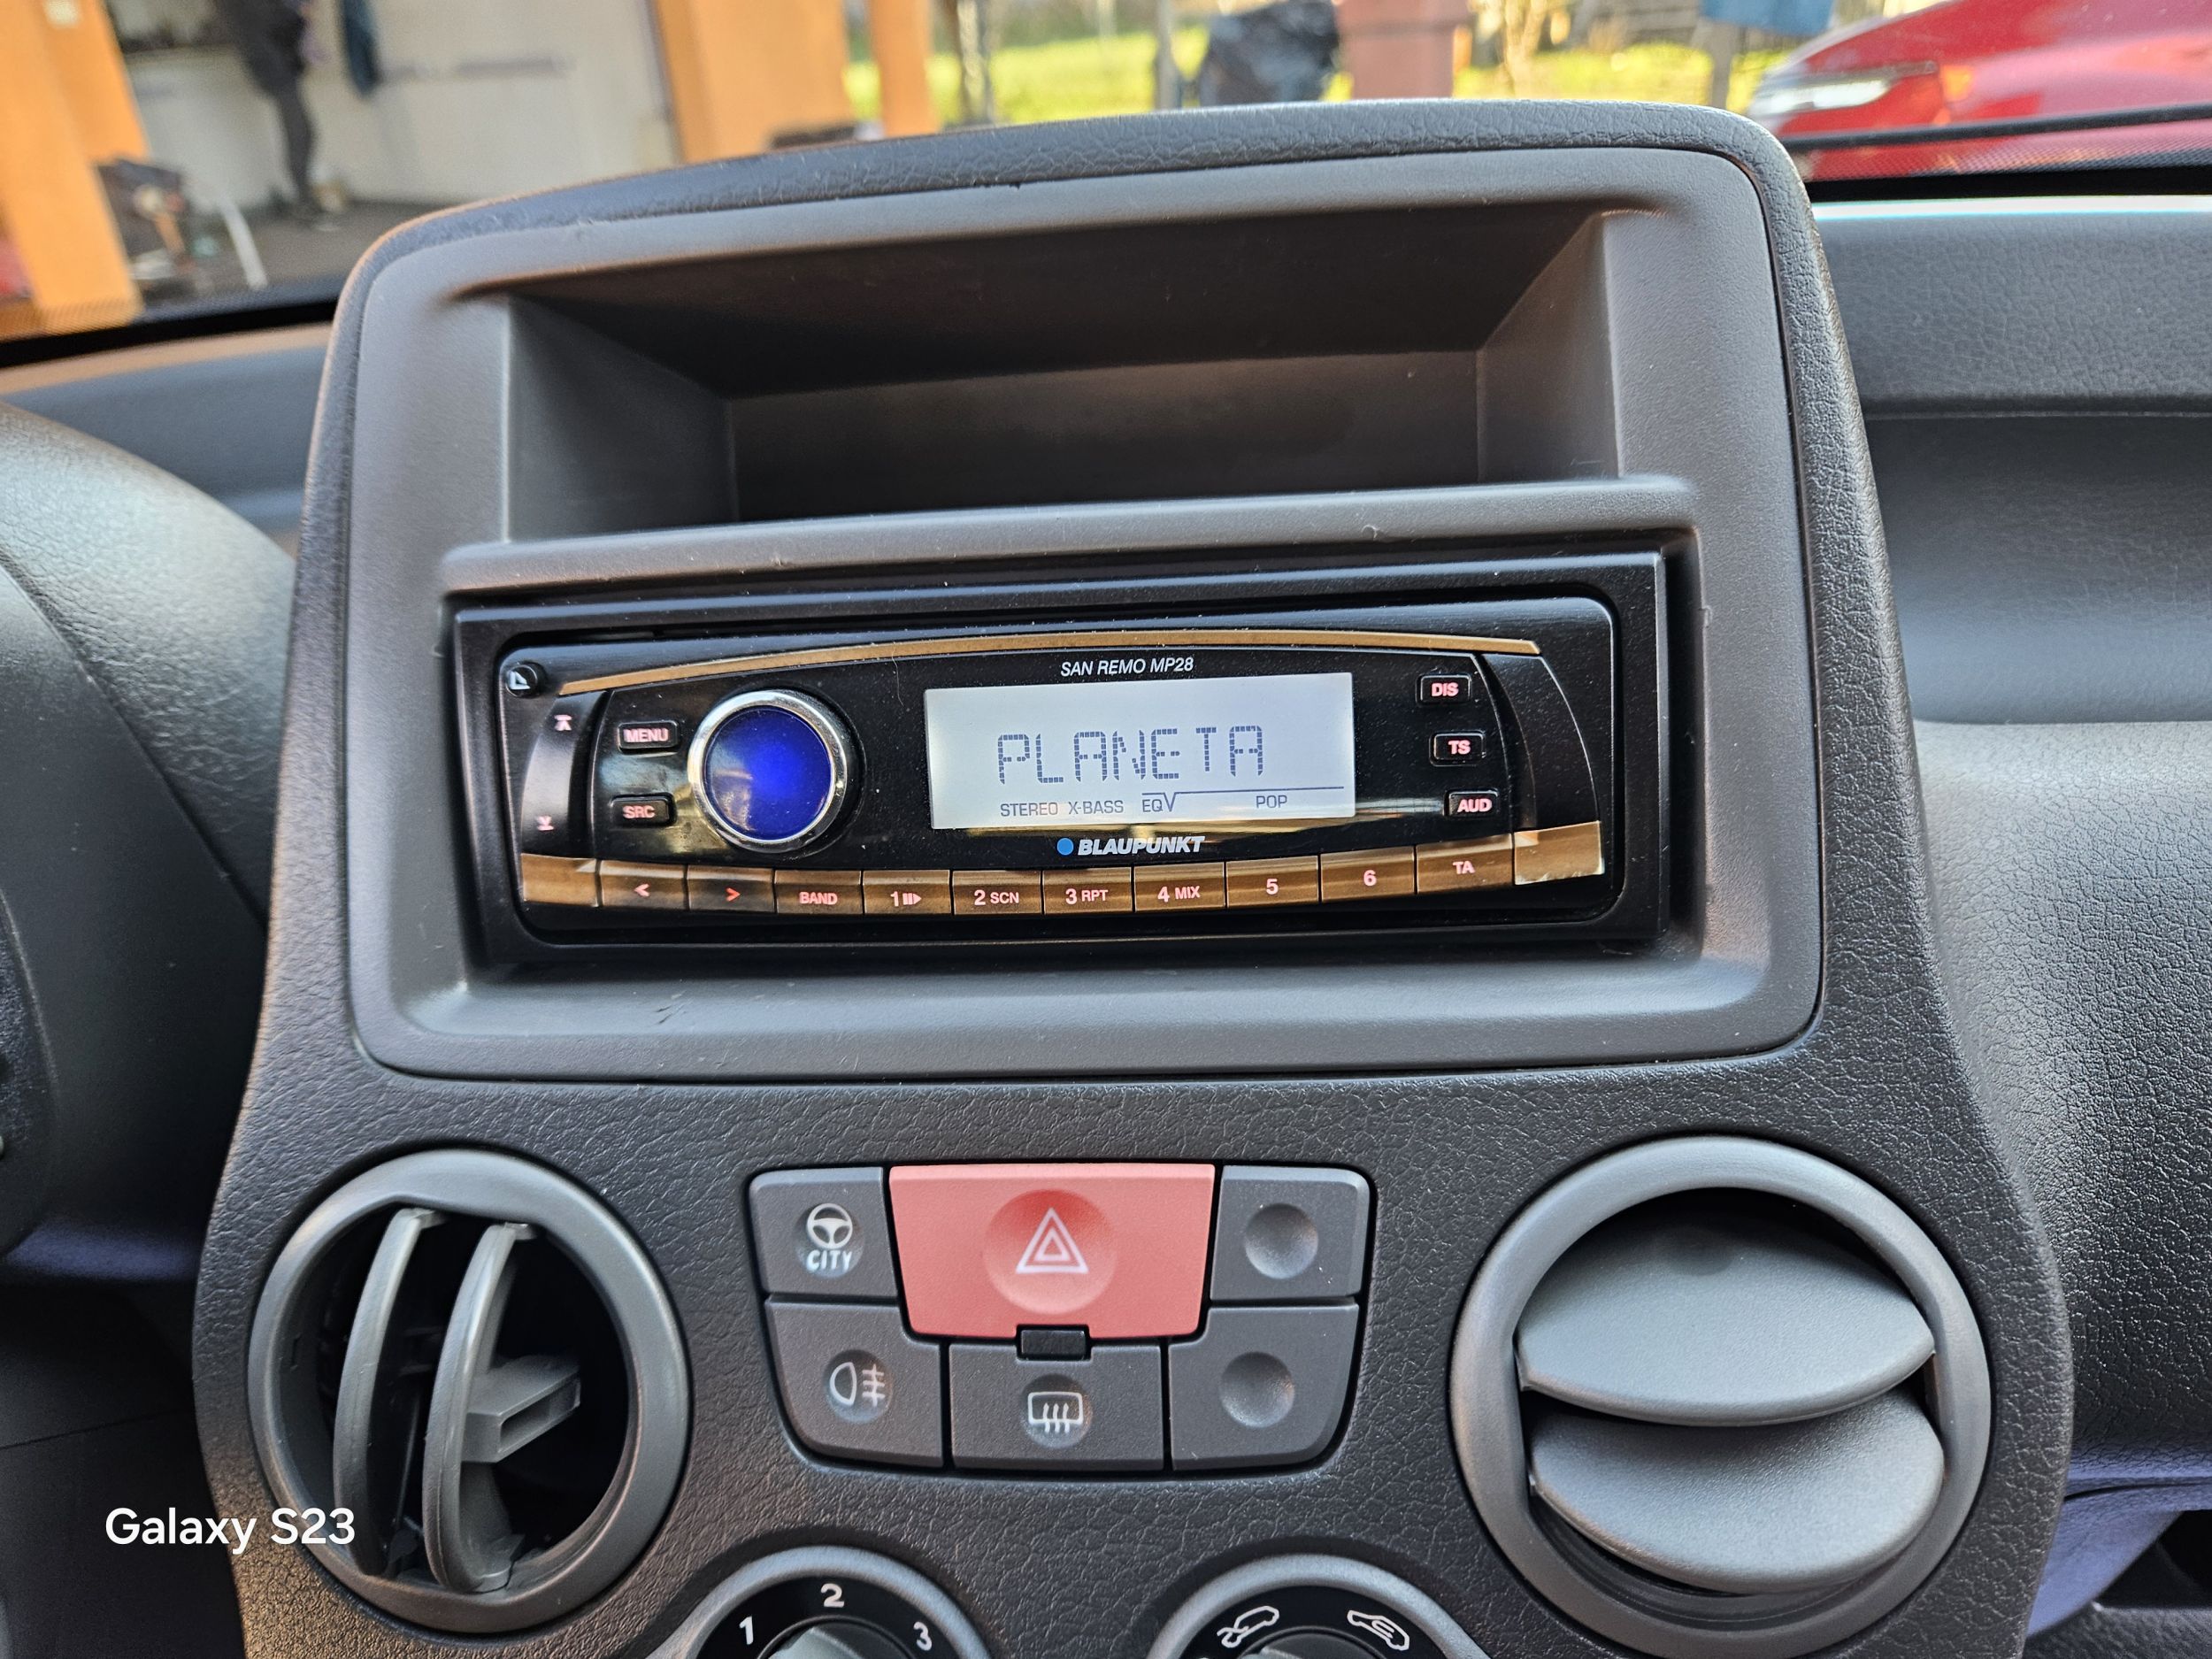 SAN REMO MP28
DIS
MENU
PLANETA
TS
SRC
STEREO X-BASS EQ POP
AUD
BLAUPUNKT
< > BAND 1 2 SCN 3 RPT 4 MIX 5 6 TA
CITY
Galaxy S23
1 2 3